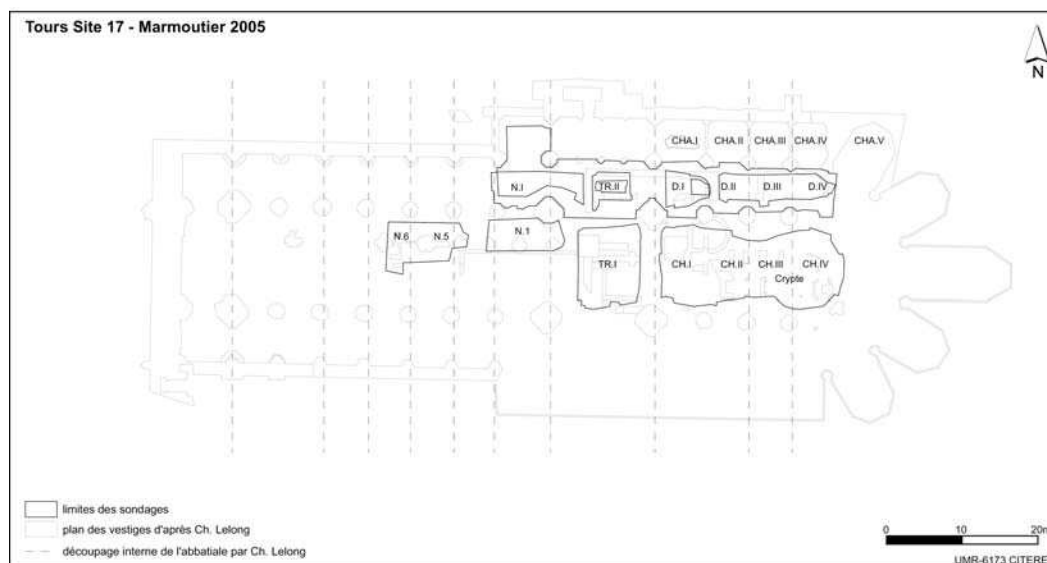 Tours Site 17 - Marmoutier 2005
N
CHA.I CHA.II CHA.III CHA.IV CHA.V
N.I TR.II D.I D.II D.III D.IV
N.6 N.5 N.1
TR.I CH.I CH.II CH.III CH.IV
Crypte
limites des sondages
plan des vestiges d'après Ch. Lelong
découpage interne de l'abbatiale par Ch. Lelong
0 10 20m
UMR-6173 CITERES